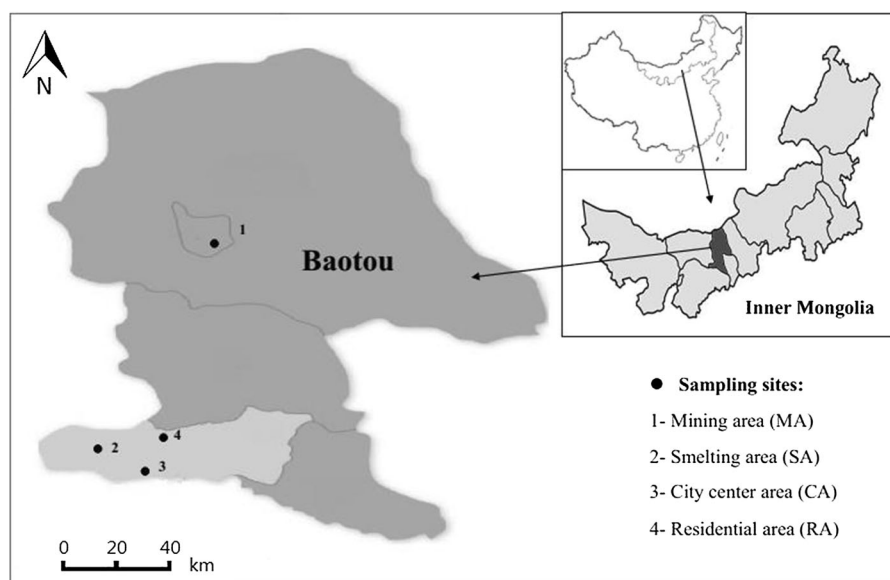 N
1
Baotou
Inner Mongolia
2
4
3
0 20 40
km
Sampling sites:
1- Mining area (MA)
2- Smelting area (SA)
3- City center area (CA)
4- Residential area (RA)